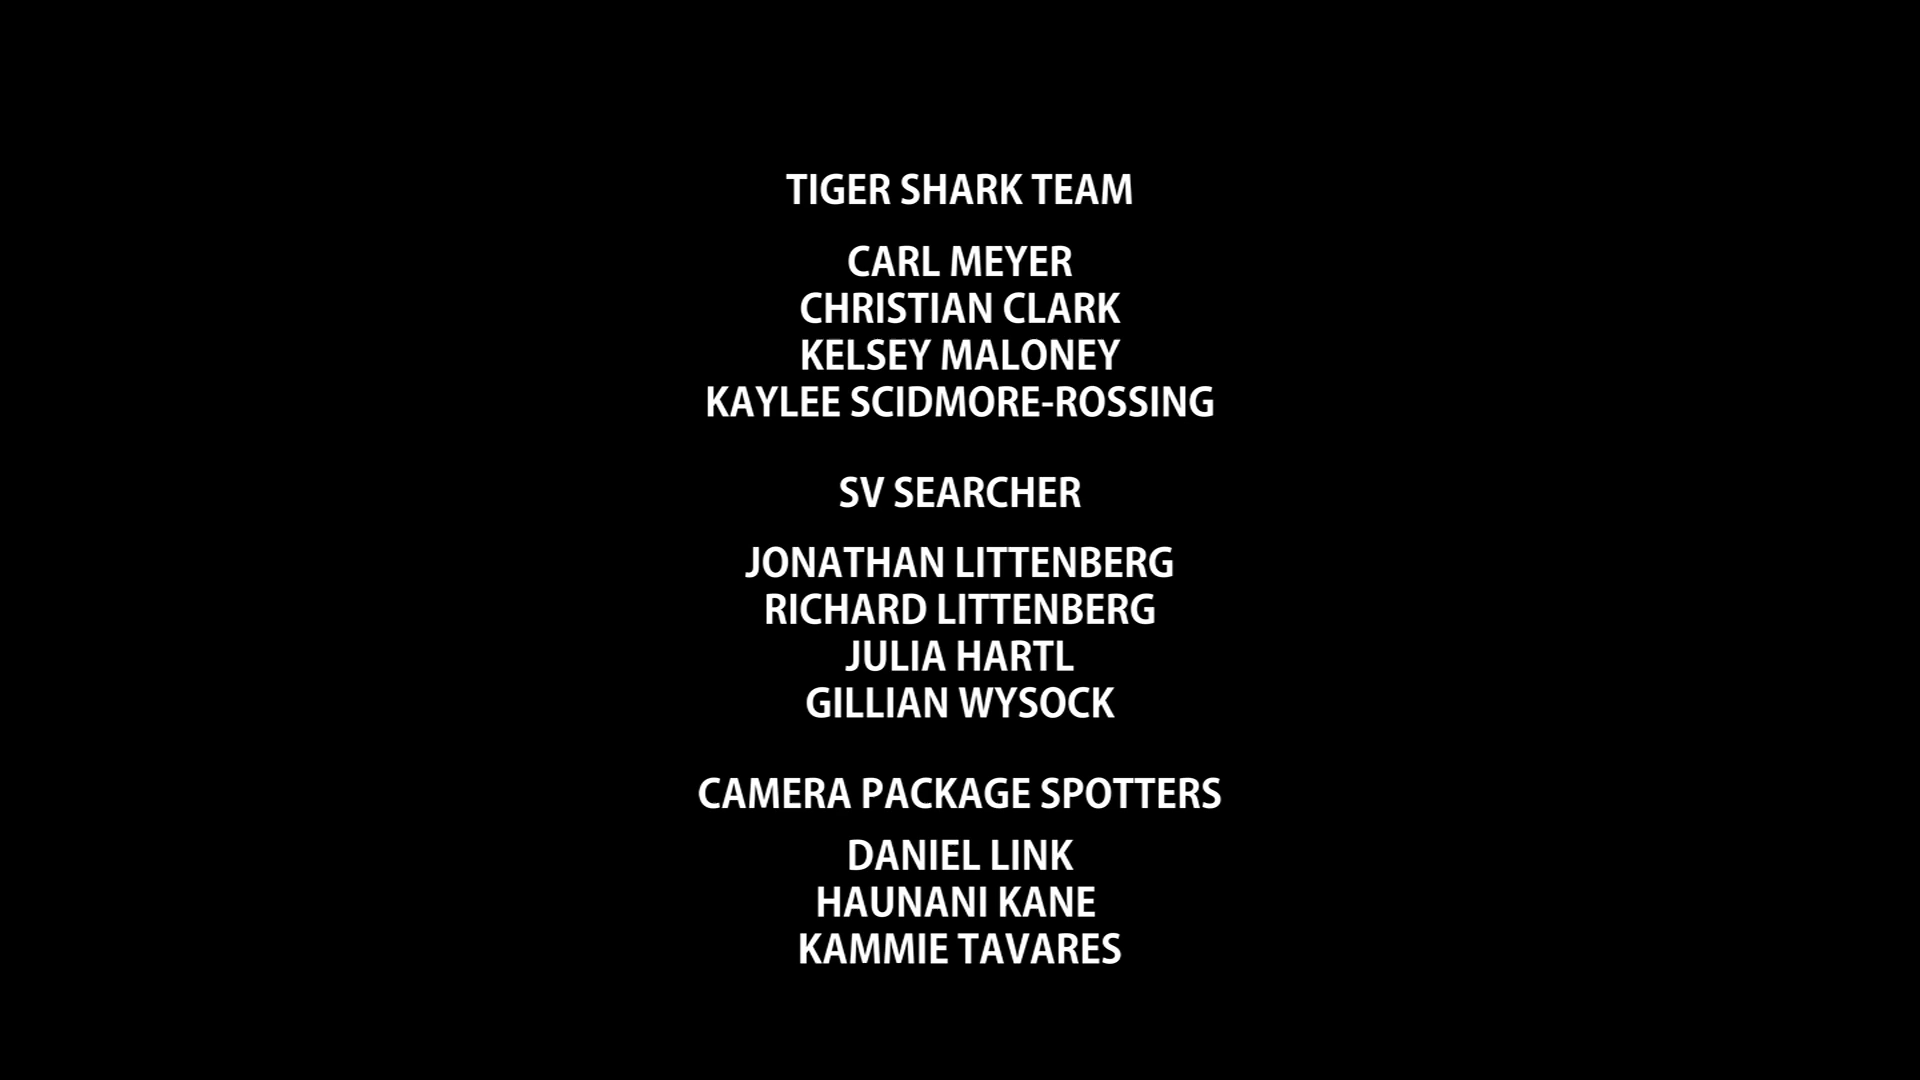 TIGER SHARK TEAM
CARL MEYER
CHRISTIAN CLARK
KELSEY MALONEY
KAYLEE SCIDMORE-ROSSING
SV SEARCHER
JONATHAN LITTENBERG
RICHARD LITTENBERG
JULIA HARTL
GILLIAN WYSOCK
CAMERA PACKAGE SPOTTERS
DANIEL LINK
HAUNANI KANE
KAMMIE TAVARES